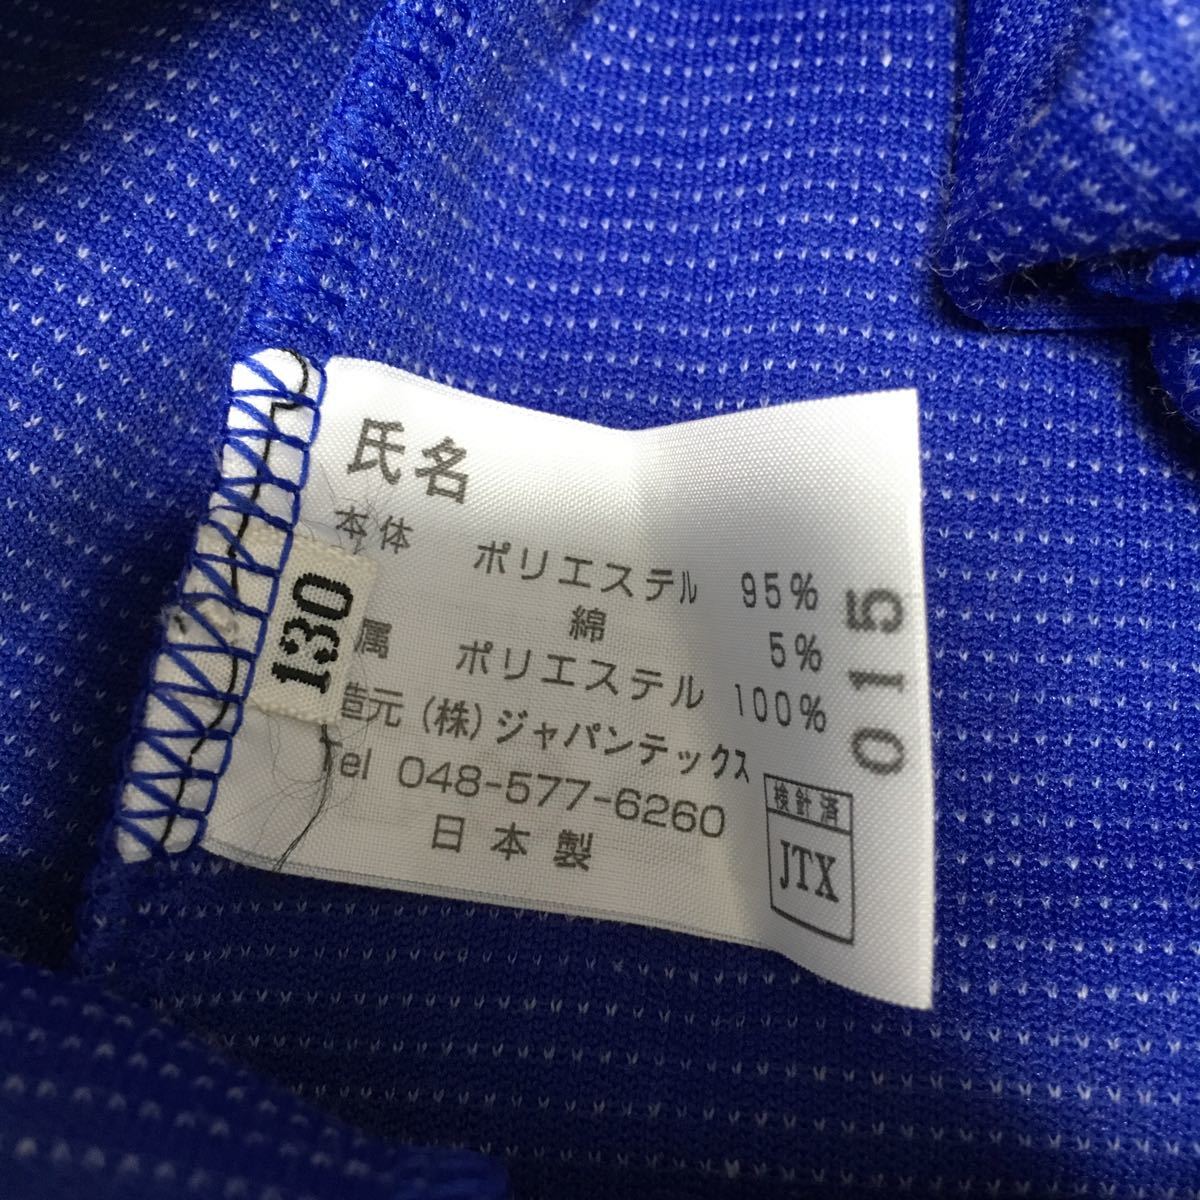 氏名
本体 ポリエステル 95%
綿 5%
属 ポリエステル 100%
造元 (株)ジャパンテックス
Tel 048-577-6260
日本製
130
015
検針済
JTX